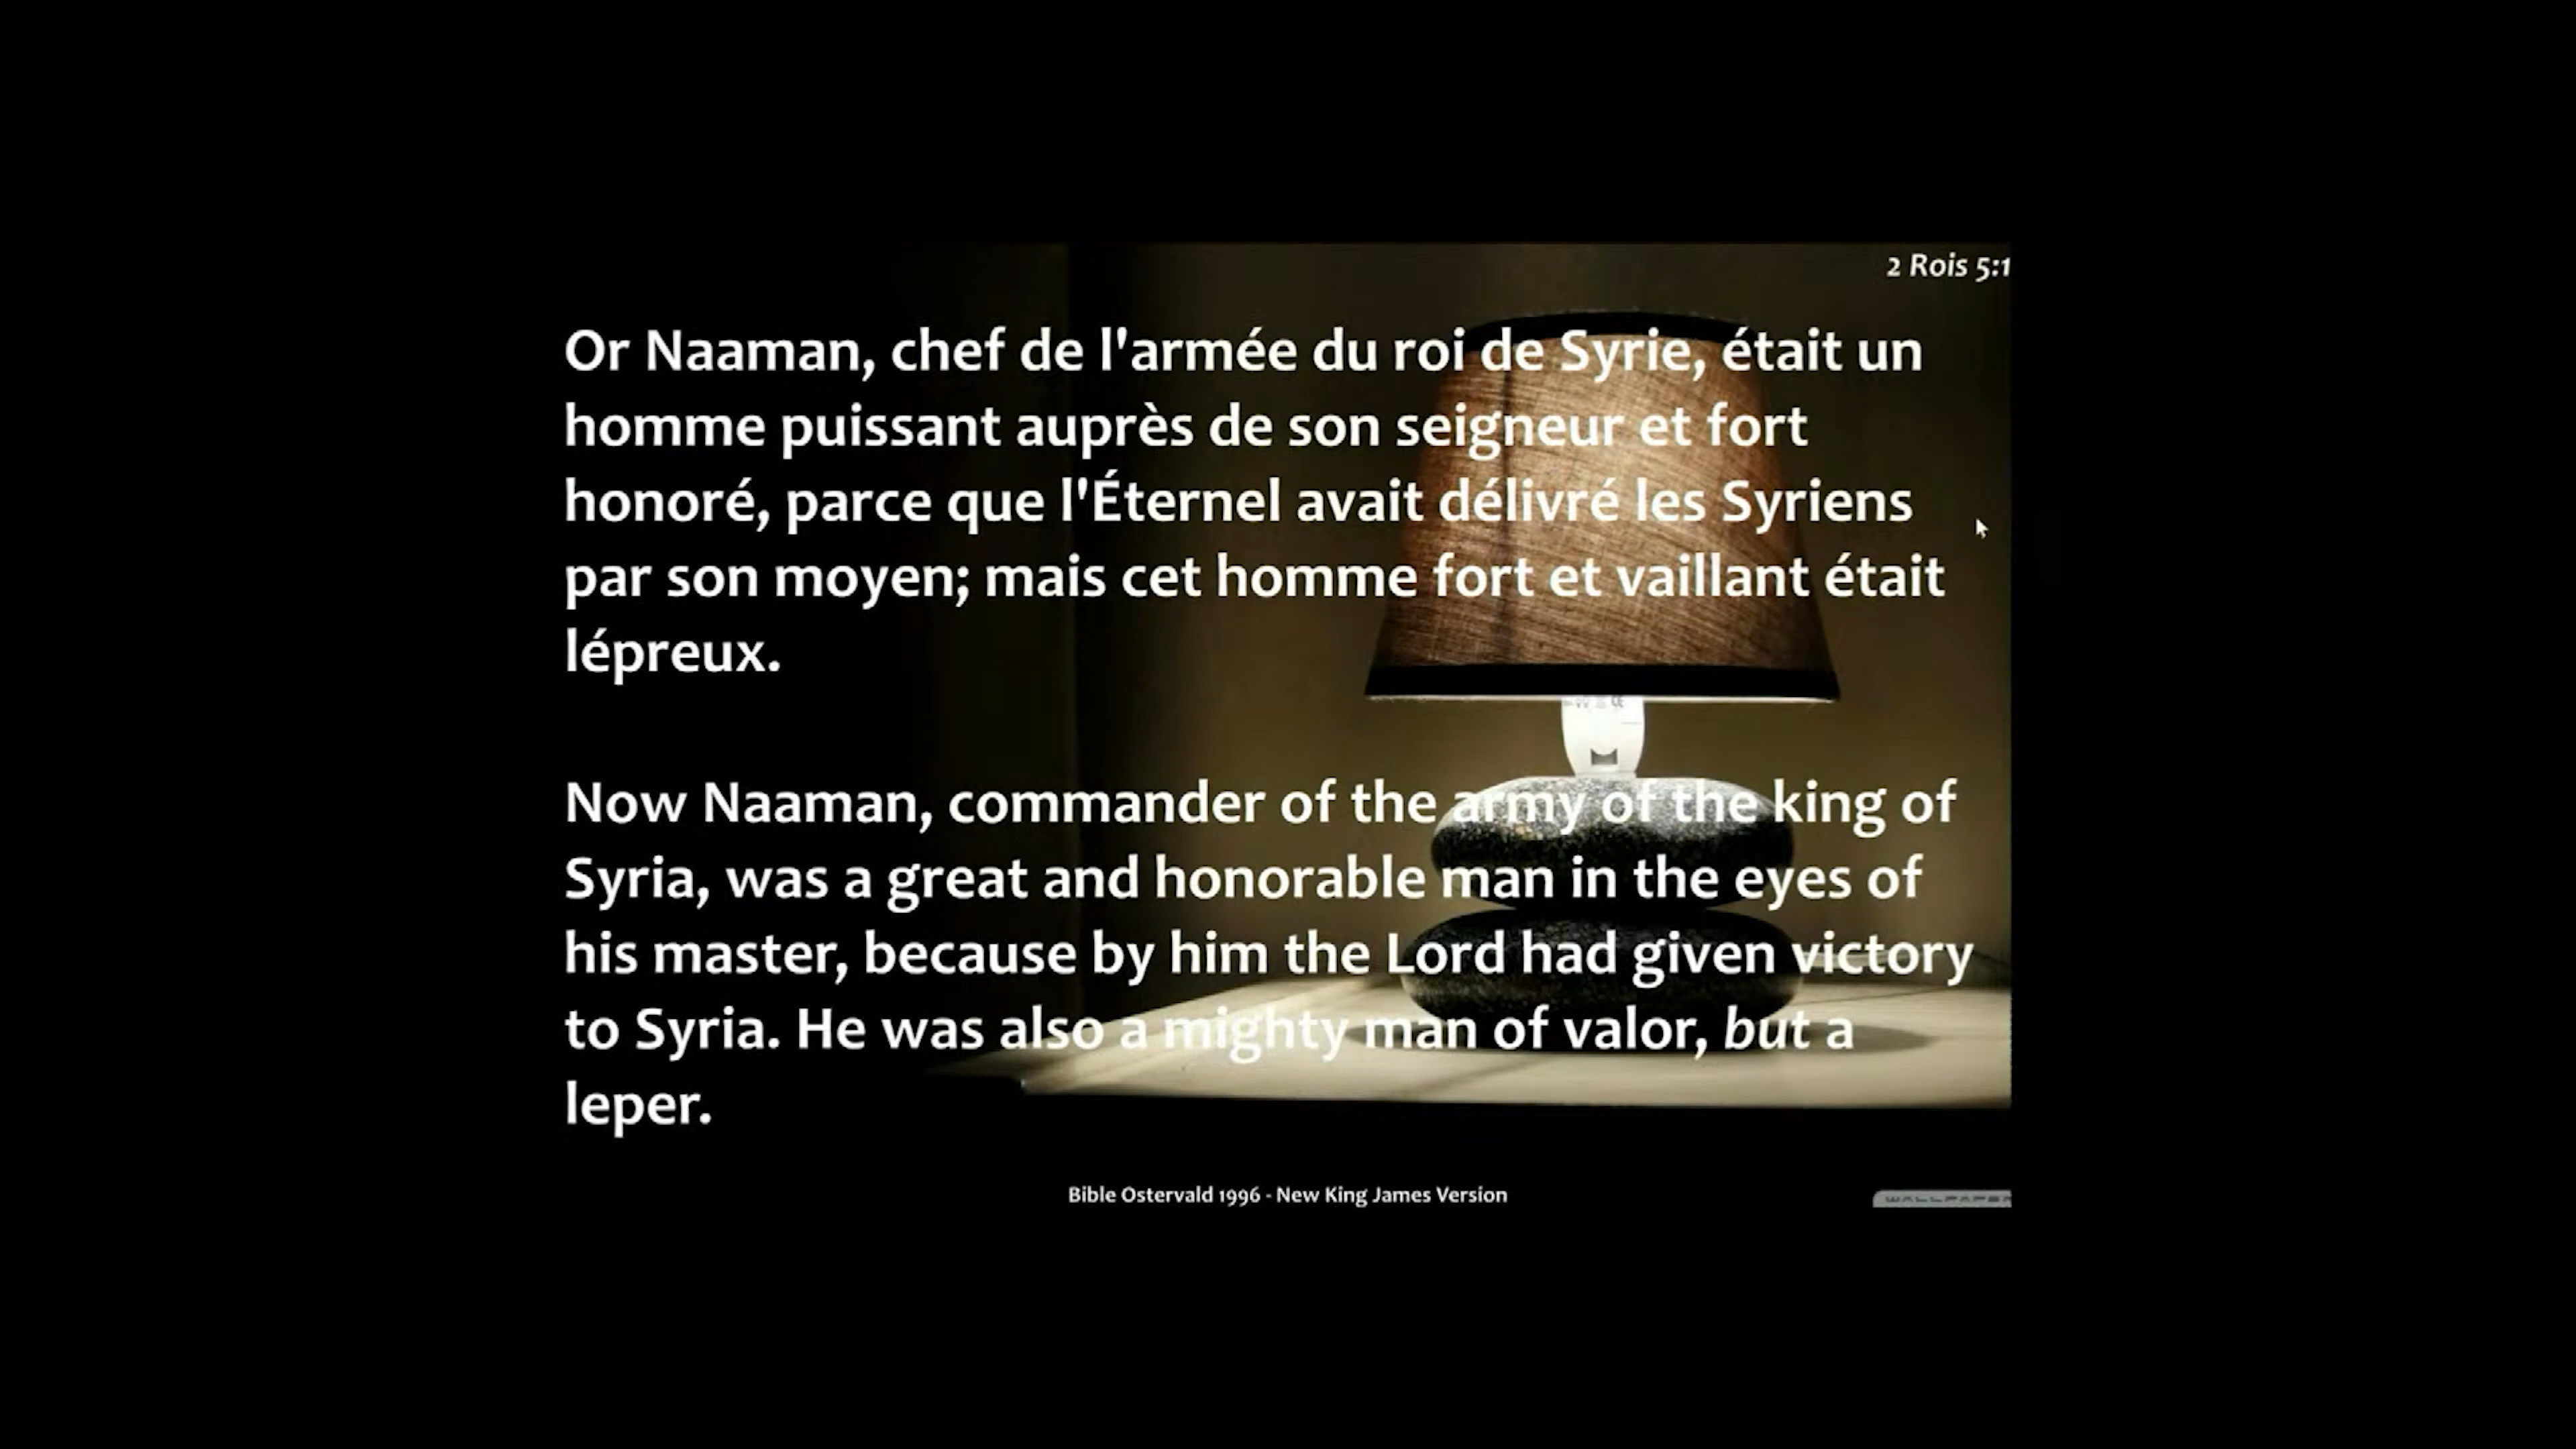 2 Rois 5:1
Or Naaman, chef de l'armée du roi de Syrie, était un
homme puissant auprès de son seigneur et fort
honoré, parce que l'Éternel avait délivré les Syriens
par son moyen; mais cet homme fort et vaillant était
lépreux.
Now Naaman, commander of the army of the king of
Syria, was a great and honorable man in the eyes of
his master, because by him the Lord had given victory
to Syria. He was also a mighty man of valor, but a
leper.
Bible Ostervald 1996 - New King James Version